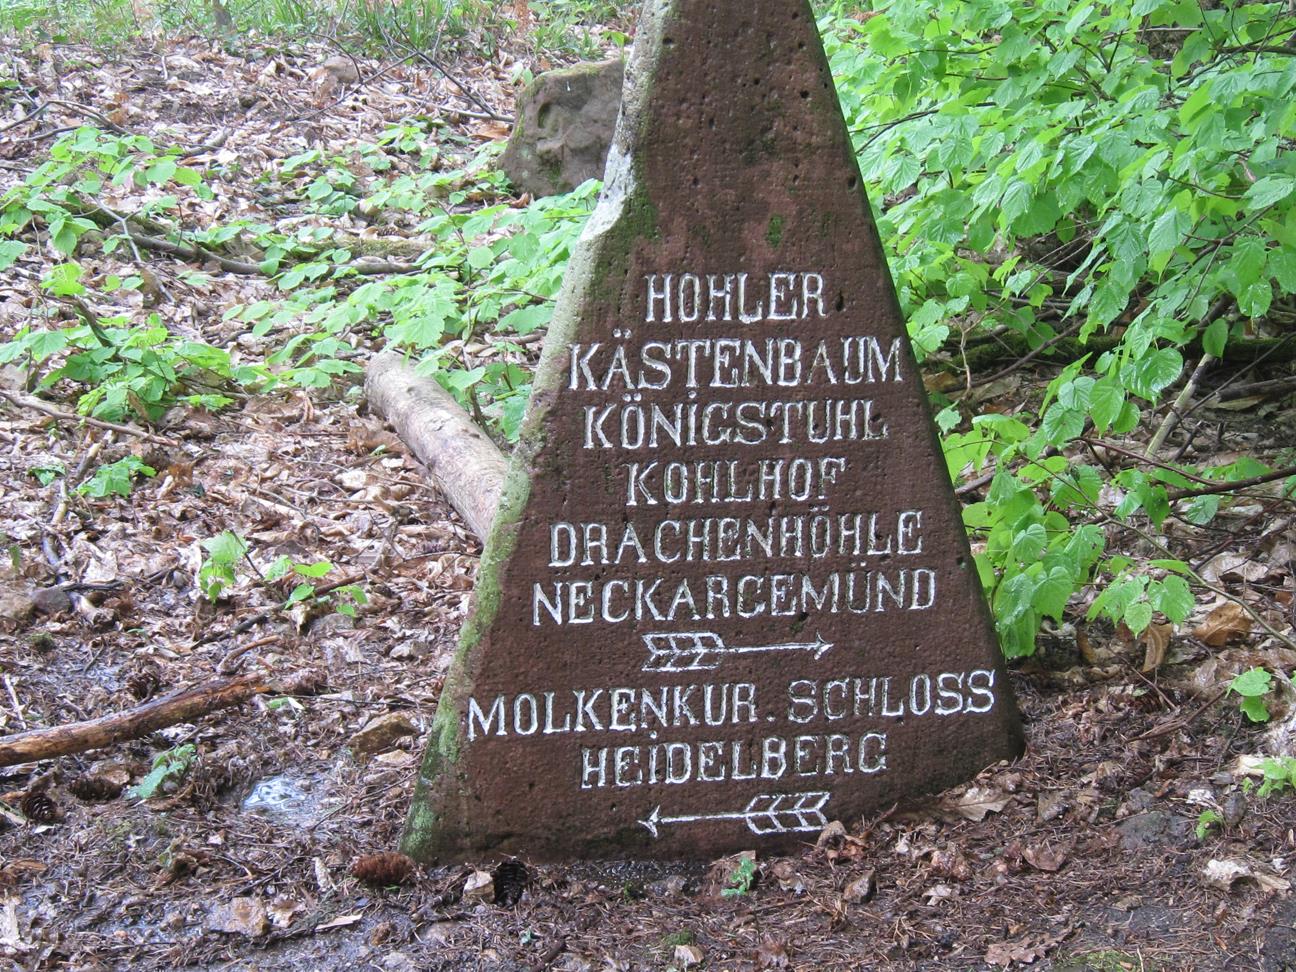 HOHLER
KÄSTENBAUM
KÖNIGSTUHL
KOHLHOF
DRACHENHÖHLE
NECKARGEMÜND
MOLKENKUR. SCHLOSS
HEIDELBERG